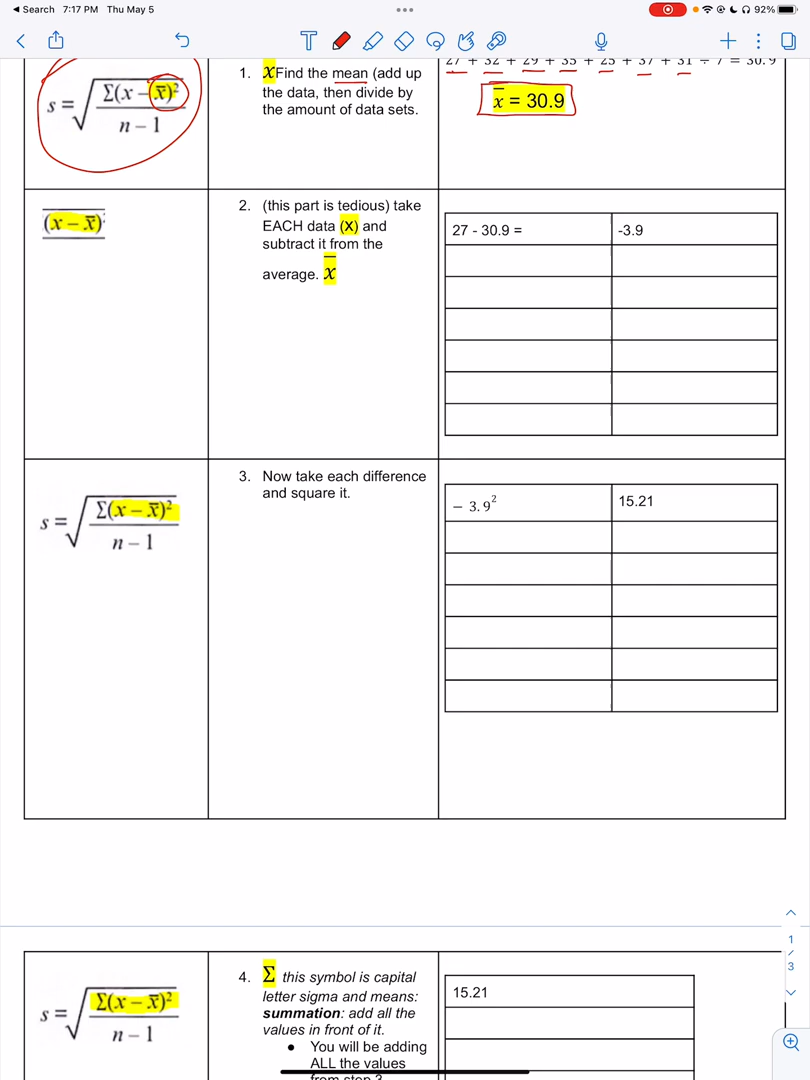 Search 7:17 PM Thu May 5
92%
27 + 32 + 29 + 35 + 25 + 37 + 31 ÷ 7 = 30.9
s = √ Σ(x – x̅)²
n – 1
1. x Find the mean (add up
the data, then divide by
the amount of data sets.
x̅ = 30.9
(x – x̅)
2. (this part is tedious) take
EACH data (x) and
subtract it from the
average. x̅
27 - 30.9 =
-3.9
s = √ Σ(x – x̅)²
n – 1
3. Now take each difference
and square it.
– 3.9²
15.21
1
/
3
s = √ Σ(x – x̅)²
n – 1
4. Σ this symbol is capital
letter sigma and means:
summation: add all the
values in front of it.
● You will be adding
ALL the values
from step 3
15.21